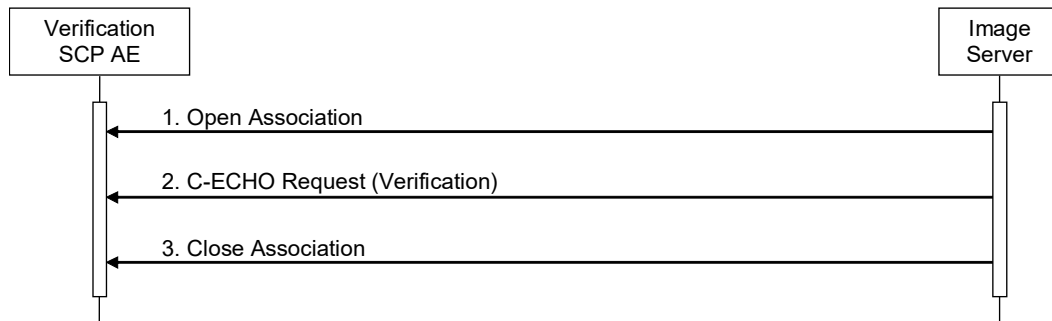 Verification
SCP AE
Image
Server
1. Open Association
2. C-ECHO Request (Verification)
3. Close Association